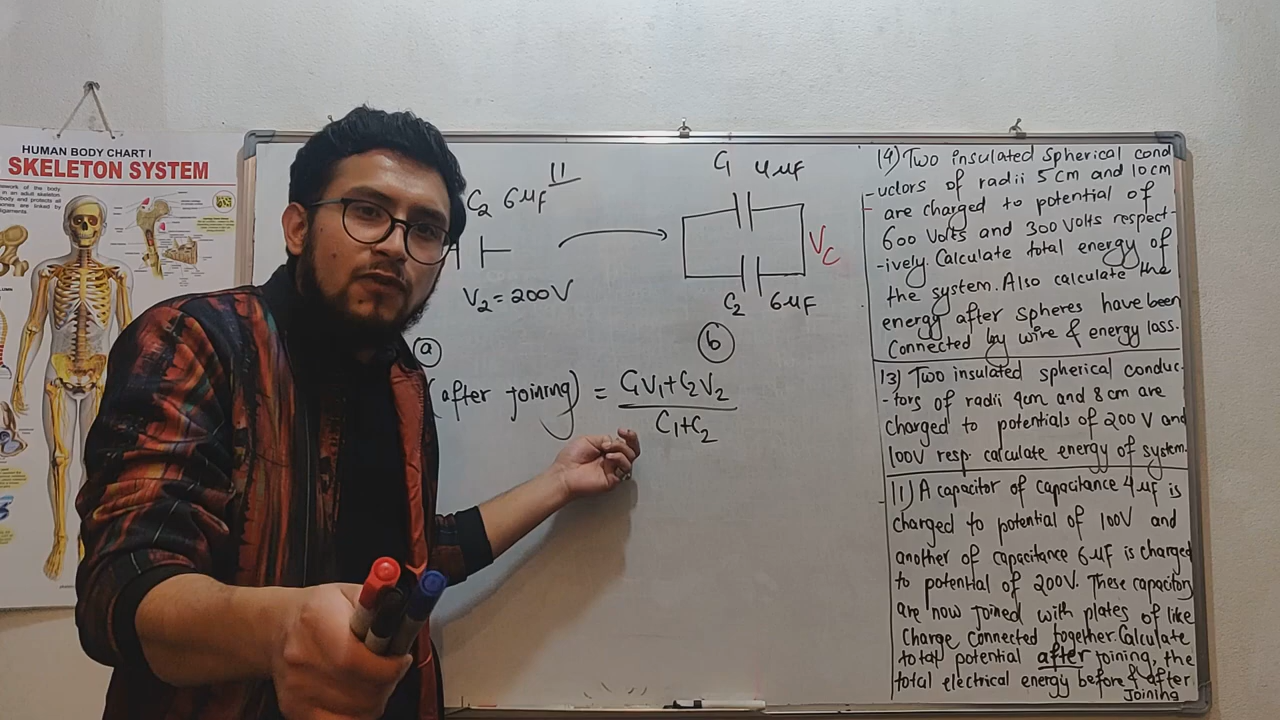 HUMAN BODY CHART I
SKELETON SYSTEM
C2 6μF 11
V2 = 200V
a
C1 4μF
Vc
C2 6μF
b
(after joining) = C1V1+C2V2
C1+C2
14) Two insulated spherical cond
-uctors of radii 5cm and 10cm
are charged to potential of
600 Volts and 300 Volts respect-
-ively. Calculate total energy of
the system. Also calculate the
energy after spheres have been
connected by wire & energy loss.
13) Two insulated spherical conduc-
-tors of radii 9cm and 8cm are
charged to potentials of 200 V and
100V resp. calculate energy of system.
11) A capacitor of capacitance 4μF is
charged to potential of 100V and
another of capacitance 6μF is charged
to potential of 200V. These capacitors
are now joined with plates of like
charge connected together. Calculate
total potential after joining, the
total electrical energy before & after
Joining